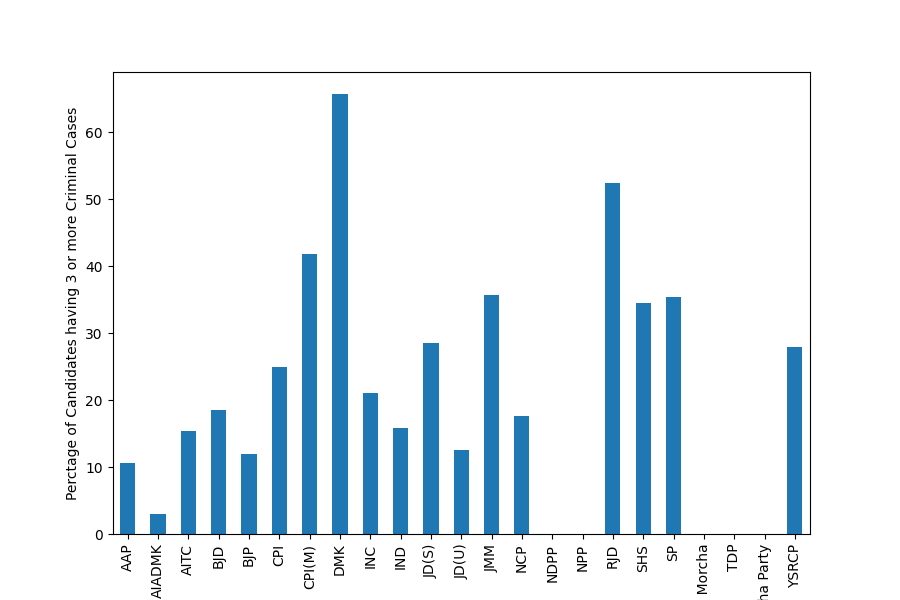 Perctage of Candidates having 3 or more Criminal Cases
60
50
40
30
20
10
0
AAP
AIADMK
AITC
BJD
BJP
CPI
CPI(M)
DMK
INC
IND
JD(S)
JD(U)
JMM
NCP
NDPP
NPP
RJD
SHS
SP
Morcha
TDP
ha Party
YSRCP